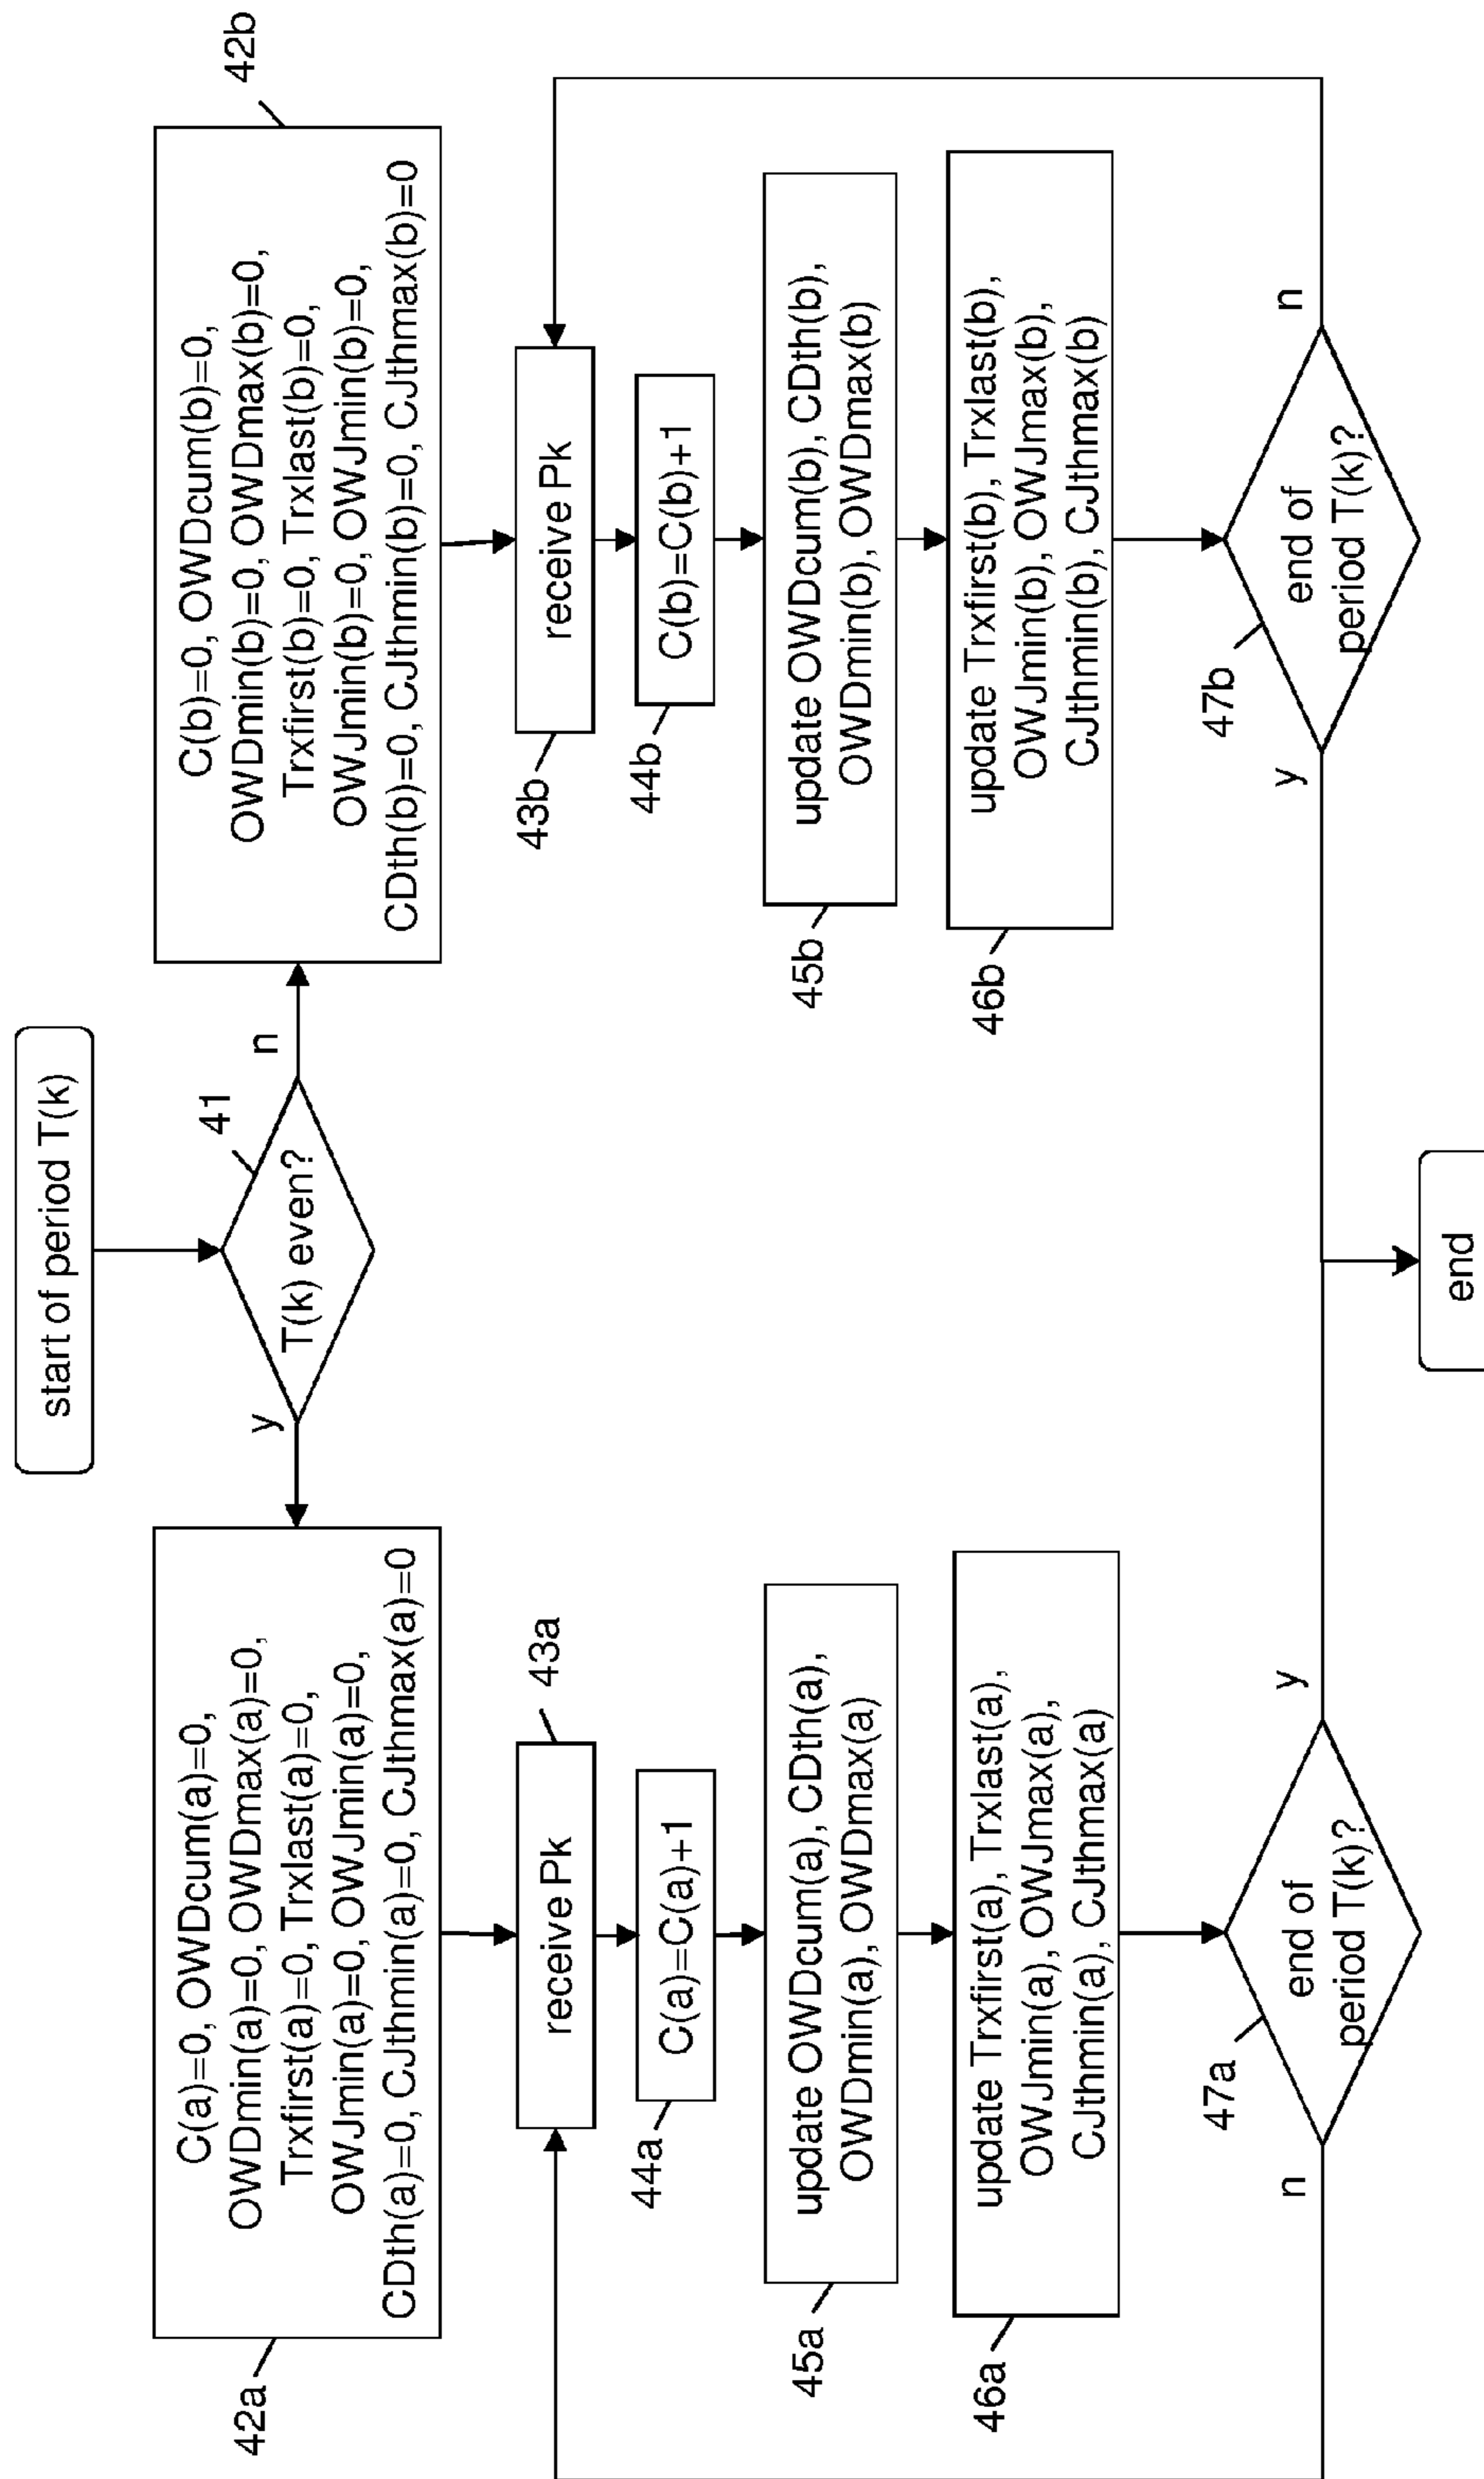 start of period T(k)
41
T(k) even?
y
n
42a
C(a)=0, OWDcum(a)=0,
OWDmin(a)=0, OWDmax(a)=0,
Trxfirst(a)=0, Trxlast(a)=0,
OWJmin(a)=0, OWJmin(a)=0,
CDth(a)=0, CJthmin(a)=0, CJthmax(a)=0
43a
receive Pk
44a
C(a)=C(a)+1
45a
update OWDcum(a), CDth(a),
OWDmin(a), OWDmax(a)
46a
update Trxfirst(a), Trxlast(a),
OWJmin(a), OWJmax(a),
CJthmin(a), CJthmax(a)
47a
end of
period T(k)?
n
y
42b
C(b)=0, OWDcum(b)=0,
OWDmin(b)=0, OWDmax(b)=0,
Trxfirst(b)=0, Trxlast(b)=0,
OWJmin(b)=0, OWJmin(b)=0,
CDth(b)=0, CJthmin(b)=0, CJthmax(b)=0
43b
receive Pk
44b
C(b)=C(b)+1
45b
update OWDcum(b), CDth(b),
OWDmin(b), OWDmax(b)
46b
update Trxfirst(b), Trxlast(b),
OWJmin(b), OWJmax(b),
CJthmin(b), CJthmax(b)
47b
end of
period T(k)?
y
n
end